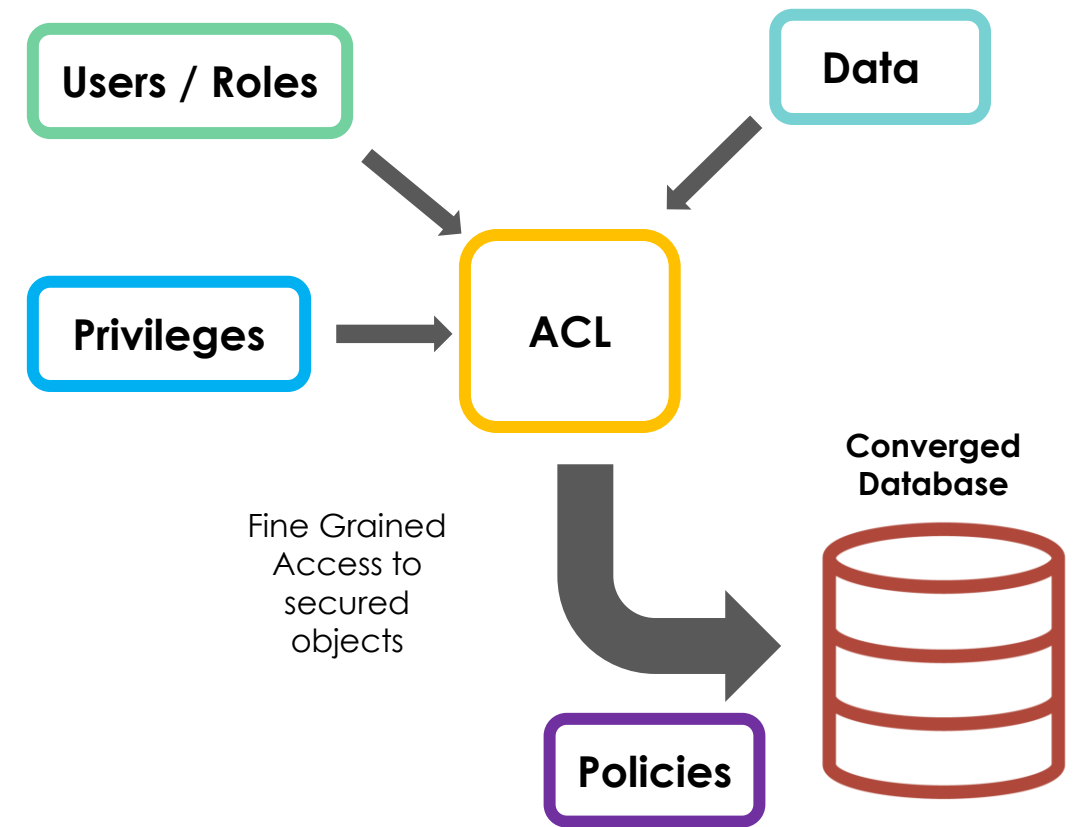 Users / Roles
Data
Privileges
ACL
Converged
Database
Fine Grained
Access to
secured
objects
Policies